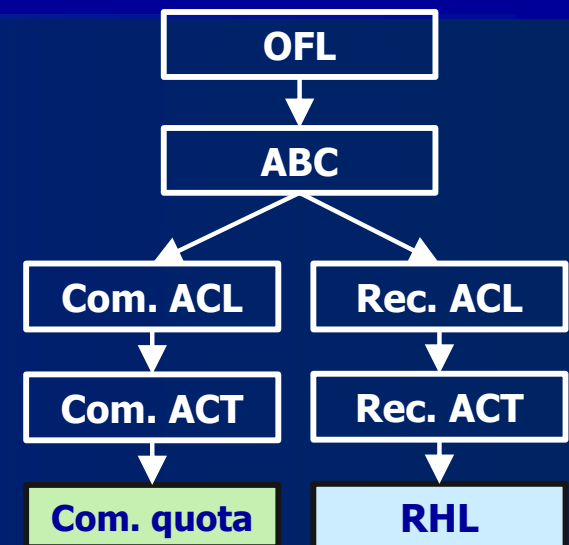 OFL
ABC
Com. ACL
Rec. ACL
Com. ACT
Rec. ACT
Com. quota
RHL